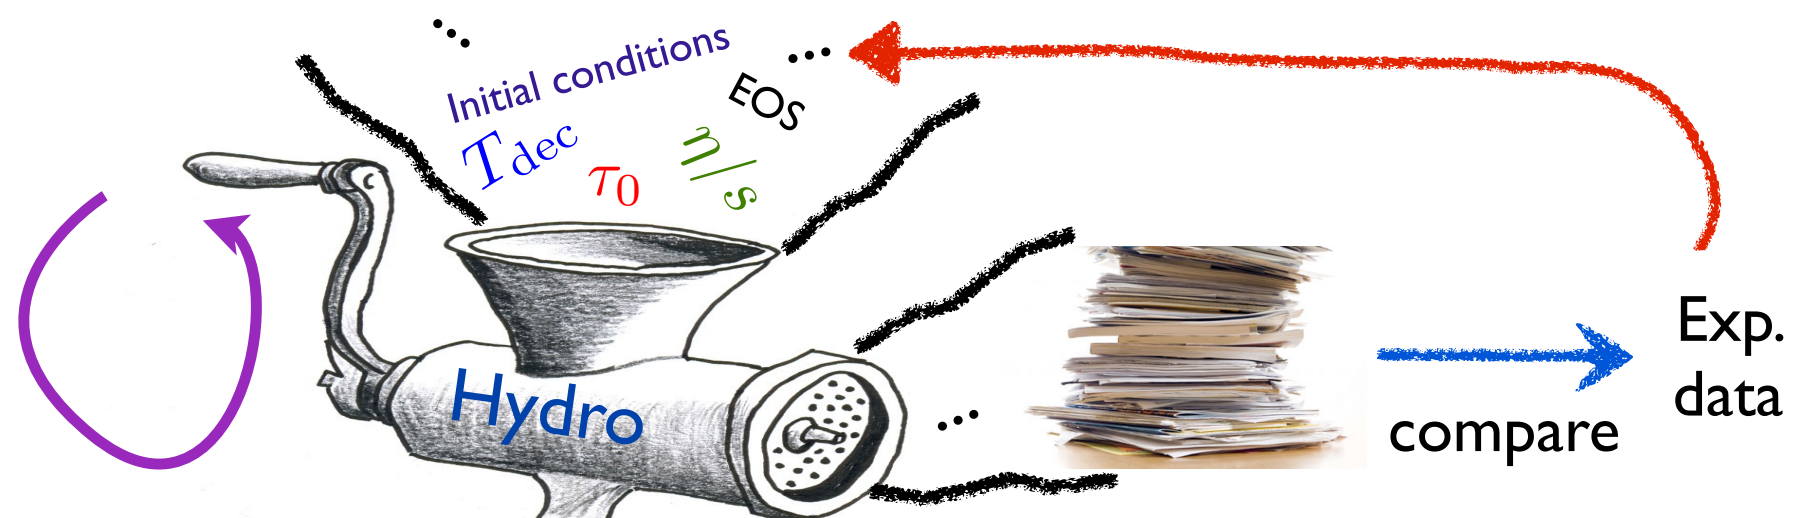 ...
Initial conditions
...
EOS
T_dec
τ_0
η/s
Hydro
...
compare
Exp.
data